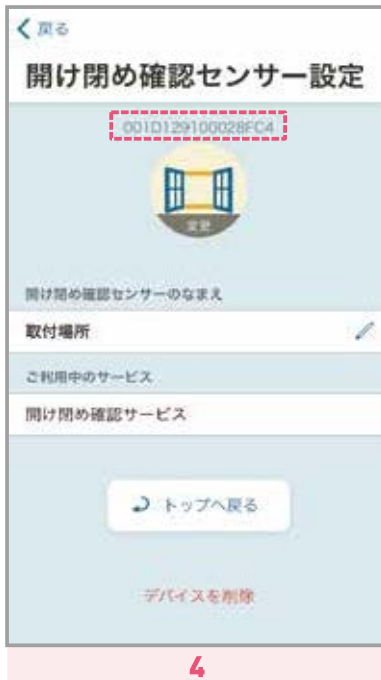 戻る
開け閉め確認センサー設定
001D129100028FC4
変更
開け閉め確認センサーのなまえ
取付場所
ご利用中のサービス
開け閉め確認サービス
トップへ戻る
デバイスを削除
4